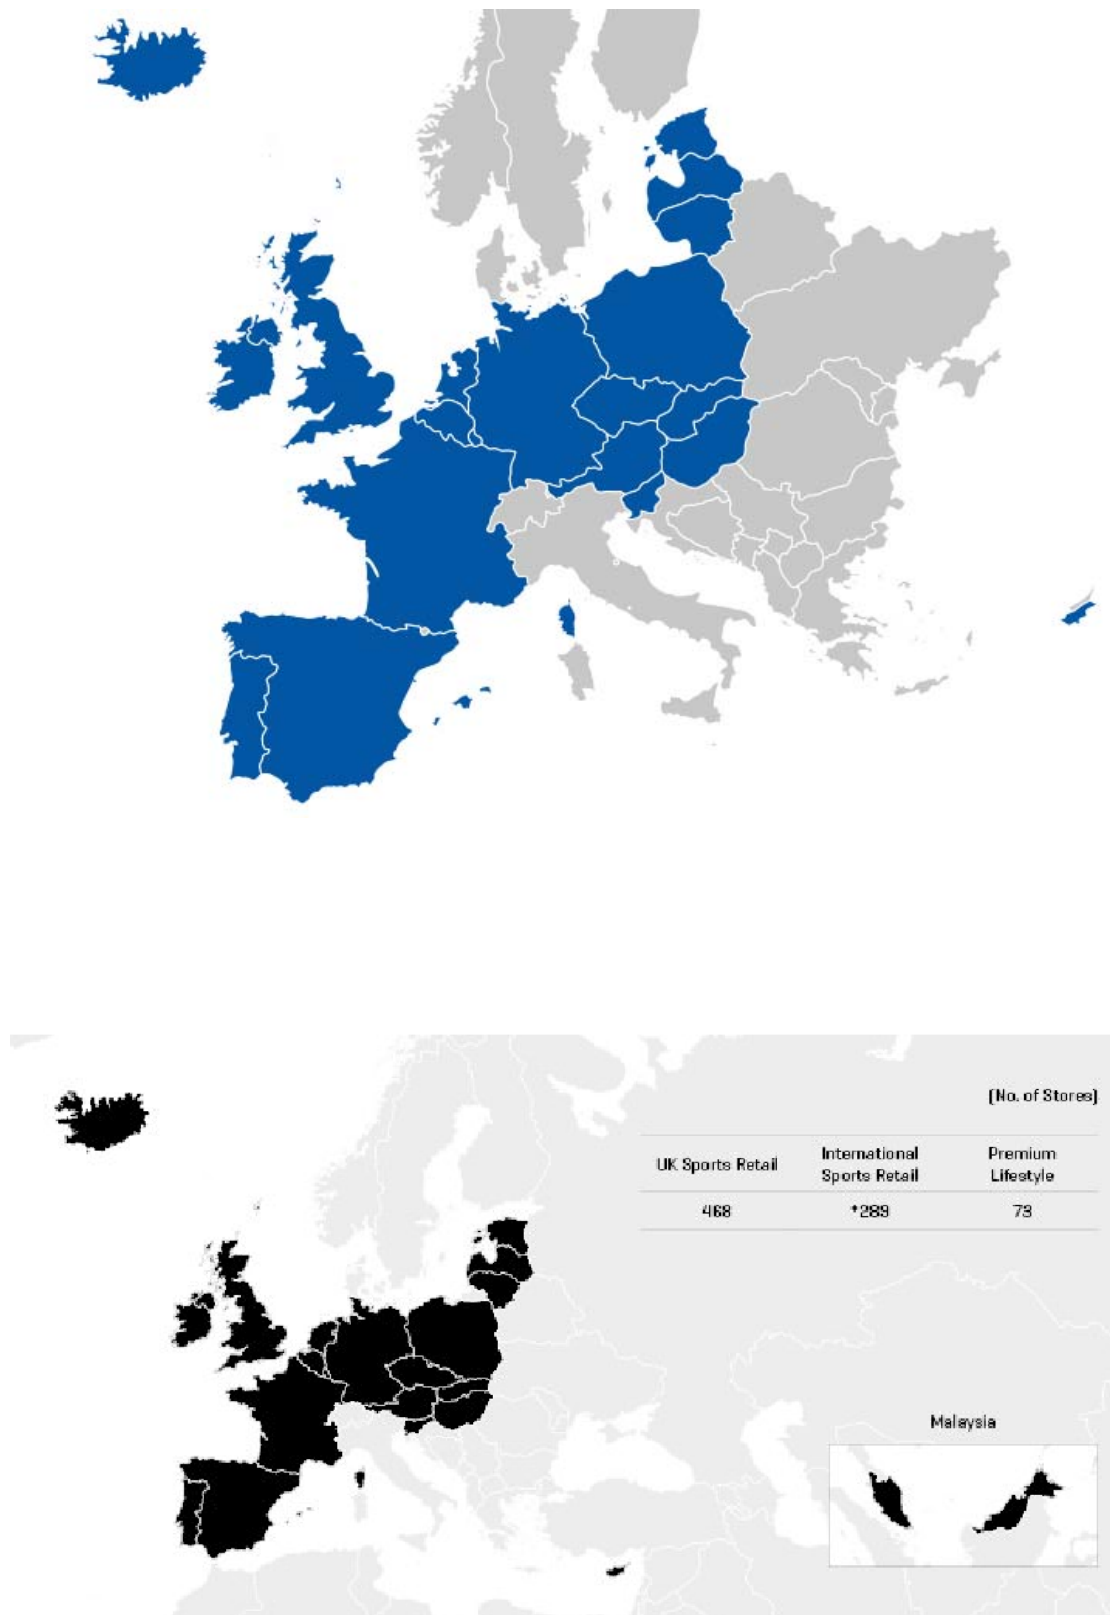 (No. of Stores)
UK Sports Retail
International
Sports Retail
Premium
Lifestyle
468
*289
73
Malaysia